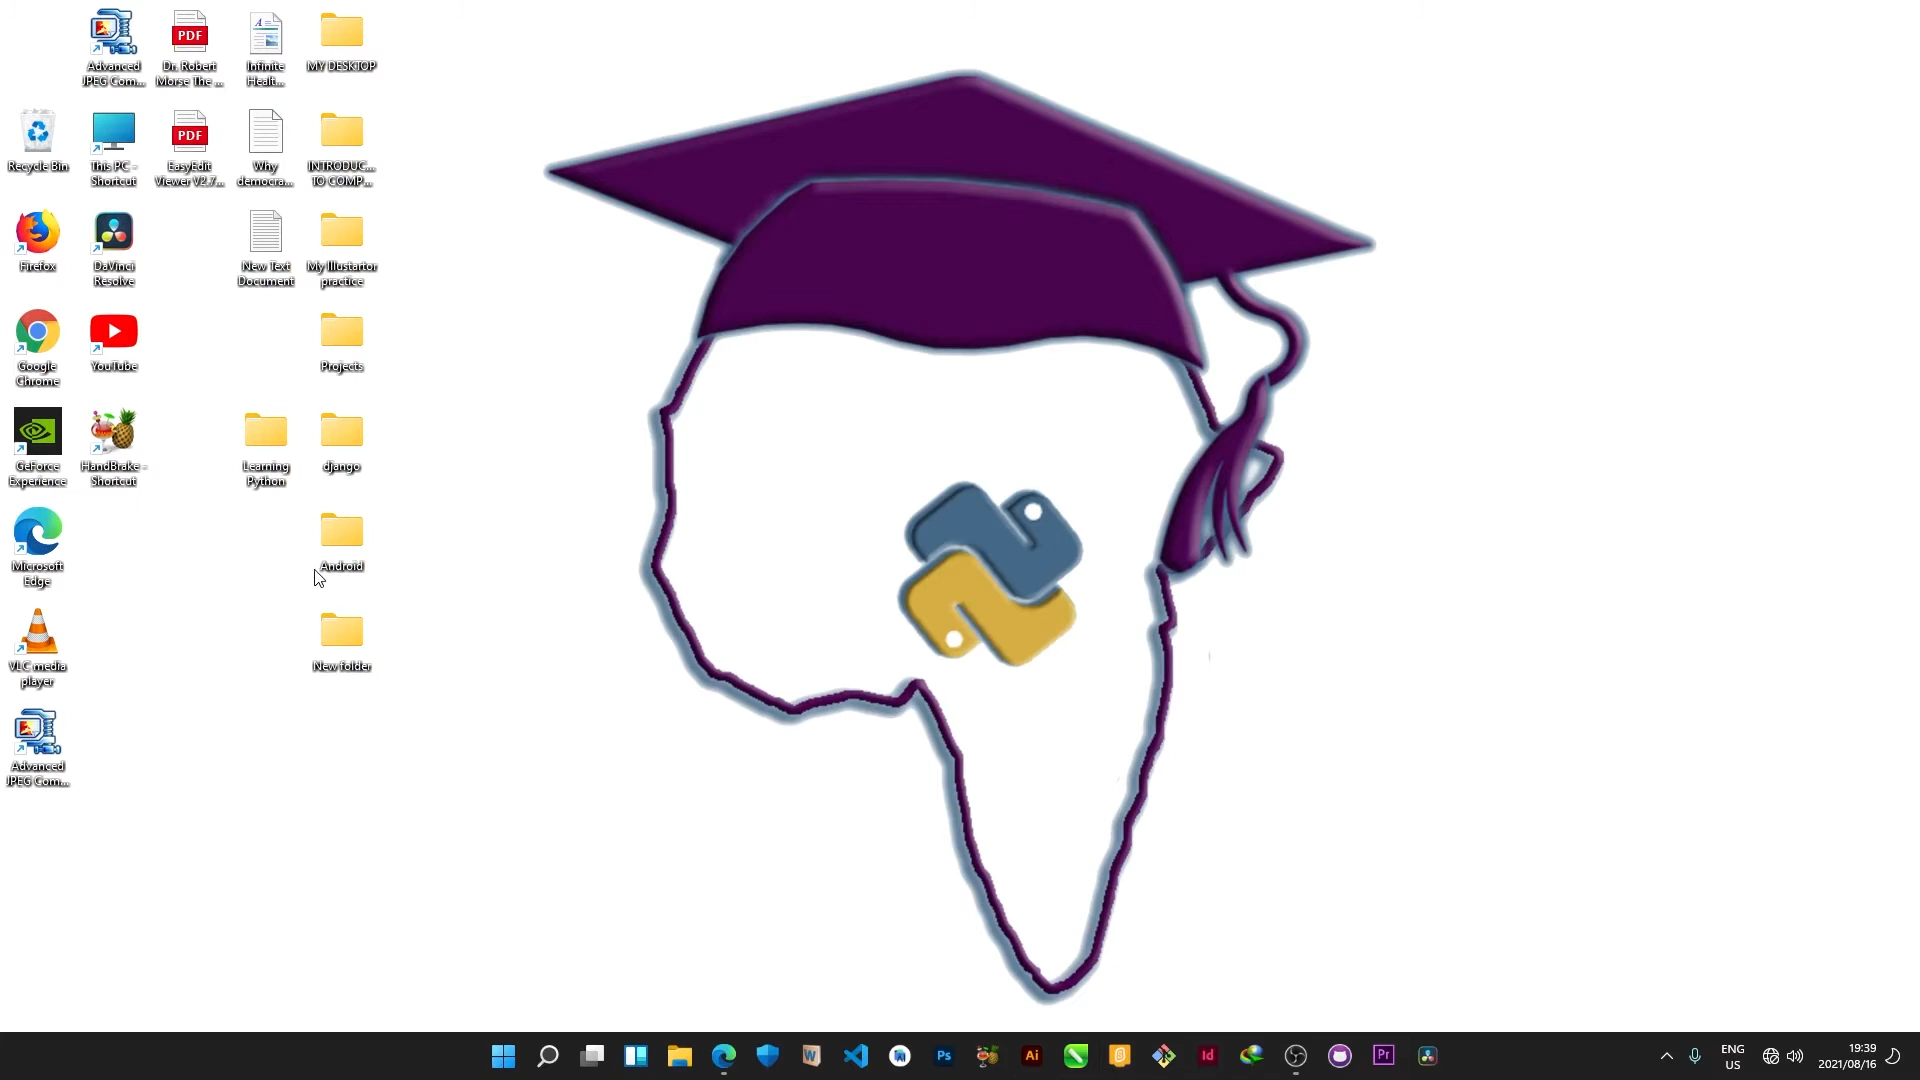 Advanced
JPEG Com...
PDF
Dr. Robert
Morse The ...
Infinite
Healt...
MY DESKTOP
Recycle Bin
This PC -
Shortcut
PDF
EasyEdit
Viewer V2.7...
Why
democra...
INTRODUC...
TO COMP...
Firefox
DaVinci
Resolve
New Text
Document
My Illustartor
practice
Google
Chrome
YouTube
Projects
GeForce
Experience
HandBrake -
Shortcut
Learning
Python
django
Microsoft
Edge
Android
VLC media
player
New folder
Advanced
JPEG Com...
W
Ps
Ai
Id
Pr
ENG
US
19:39
2021/08/16